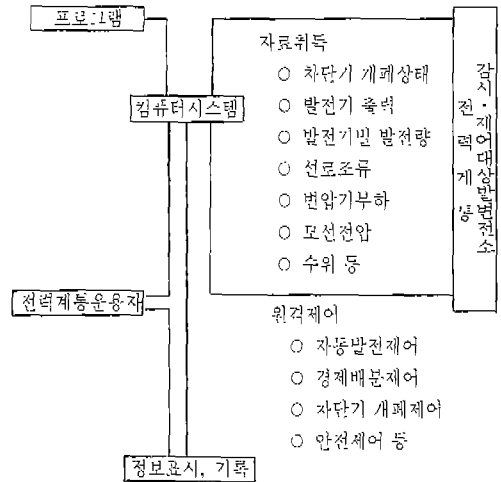 프로그램
컴퓨터시스템
전력계통운용자
정보표시, 기록
자료취득
○ 차단기 개폐상태
○ 발전기 출력
○ 발전기별 발전량
○ 선로조류
○ 변압기부하
○ 모선전압
○ 수위 등
원격제어
○ 자동발전제어
○ 경제배분제어
○ 차단기 개폐제어
○ 안전제어 등
감시·제어대상발변전소
전력계통